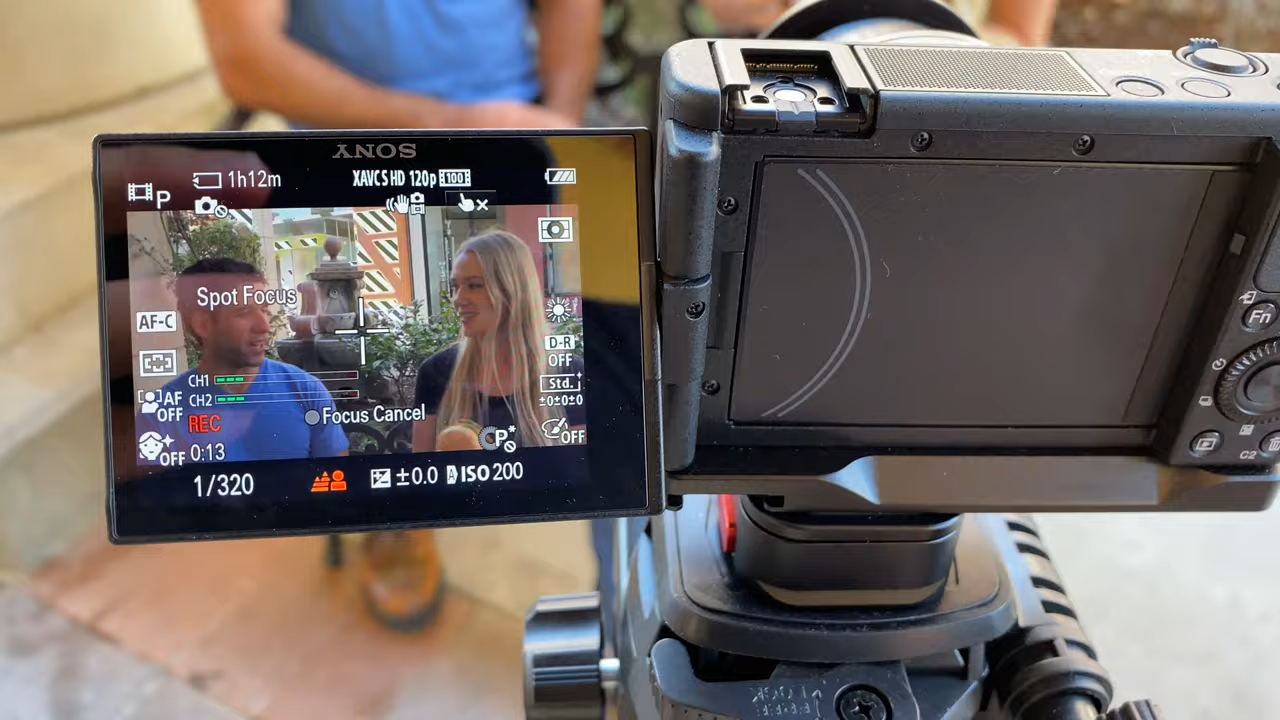 SONY
1h12m
XAVC S HD 120p 100
P
Spot Focus
AF-C
D-R
OFF
Std.
±0±0±0
CH1
CH2
AF
OFF
REC
Focus Cancel
P*
OFF
OFF 0:13
1/320
±0.0
A ISO 200
Fn
C2